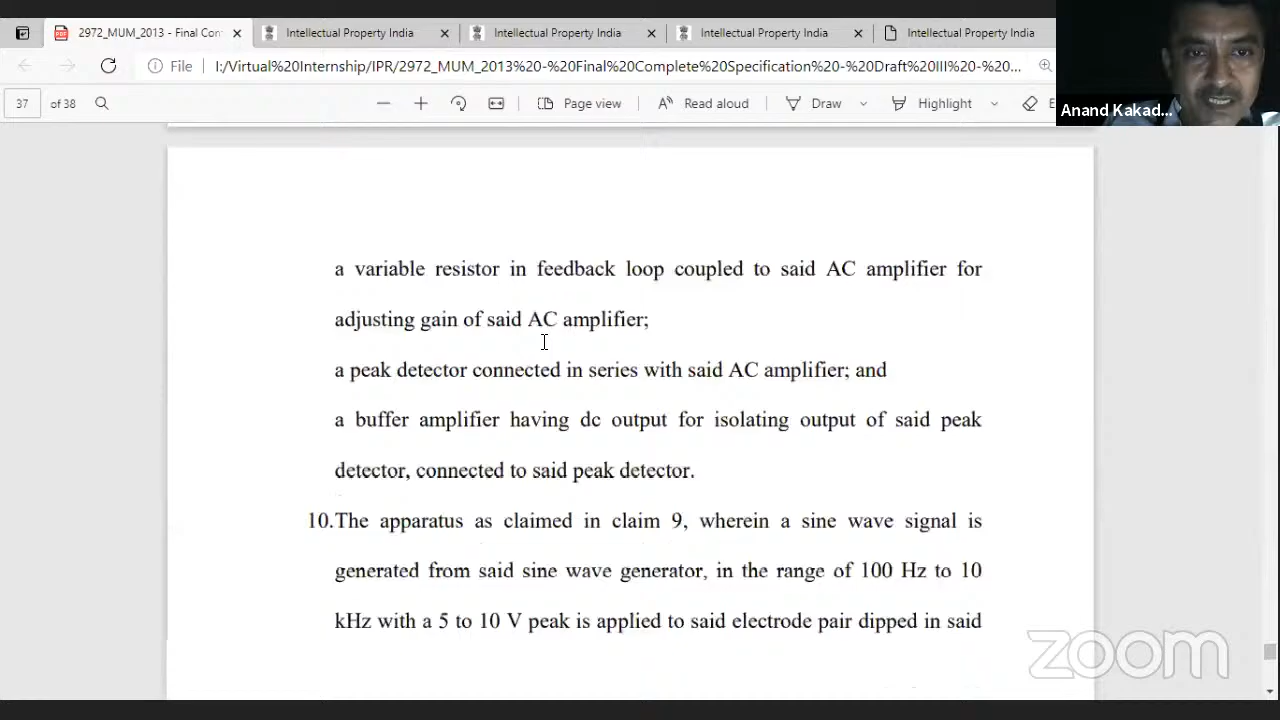 2972_MUM_2013 - Final Con
Intellectual Property India
Intellectual Property India
Intellectual Property India
Intellectual Property India
File
I:/Virtual%20Internship/IPR/2972_MUM_2013%20-%20Final%20Complete%20Specification%20-%20Draft%20III%20-%20...
37 of 38
Page view
Read aloud
Draw
Highlight
Anand Kakad...
a variable resistor in feedback loop coupled to said AC amplifier for
adjusting gain of said AC amplifier;
a peak detector connected in series with said AC amplifier; and
a buffer amplifier having dc output for isolating output of said peak
detector, connected to said peak detector.
10.The apparatus as claimed in claim 9, wherein a sine wave signal is
generated from said sine wave generator, in the range of 100 Hz to 10
kHz with a 5 to 10 V peak is applied to said electrode pair dipped in said
zoom